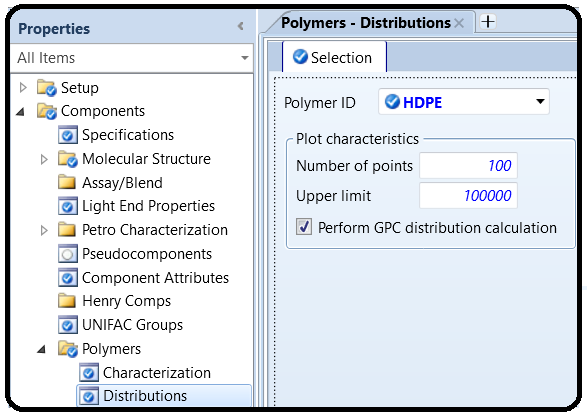 Properties
All Items
Setup
Components
Specifications
Molecular Structure
Assay/Blend
Light End Properties
Petro Characterization
Pseudocomponents
Component Attributes
Henry Comps
UNIFAC Groups
Polymers
Characterization
Distributions
Polymers - Distributions
Selection
Polymer ID HDPE
Plot characteristics
Number of points 100
Upper limit 100000
Perform GPC distribution calculation